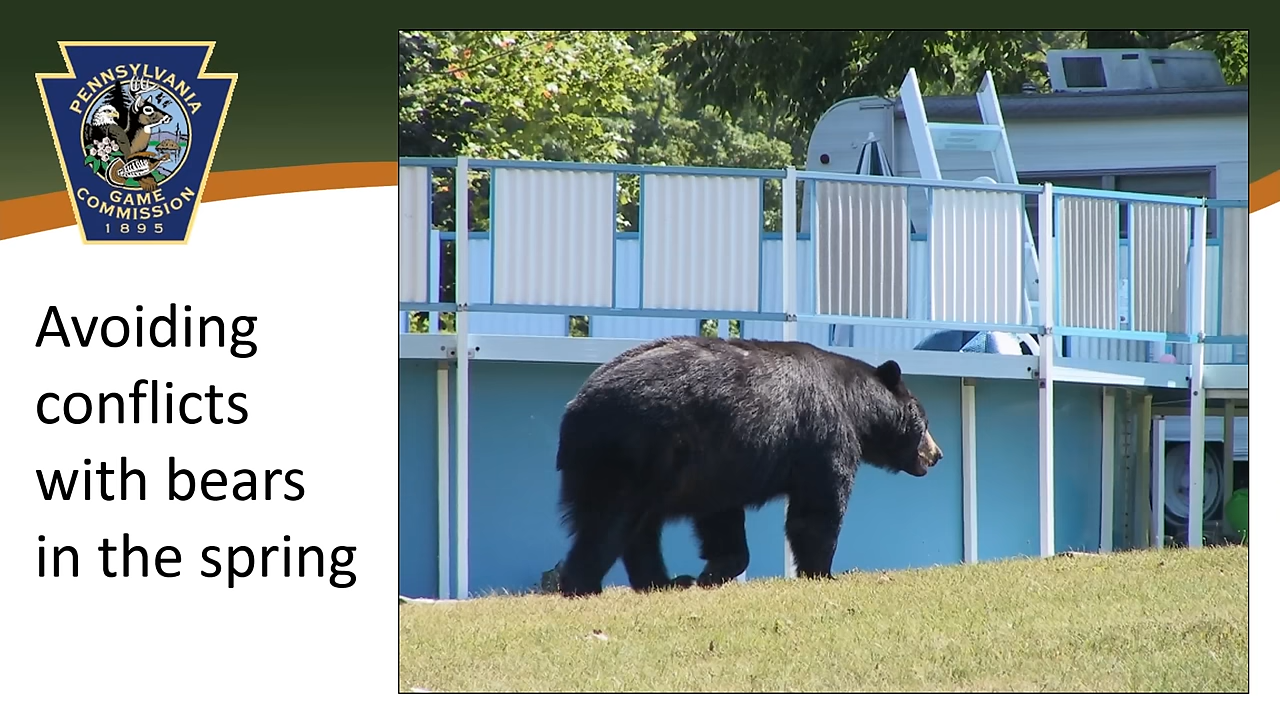 PENNSYLVANIA
GAME
COMMISSION
1895
Avoiding
conflicts
with bears
in the spring